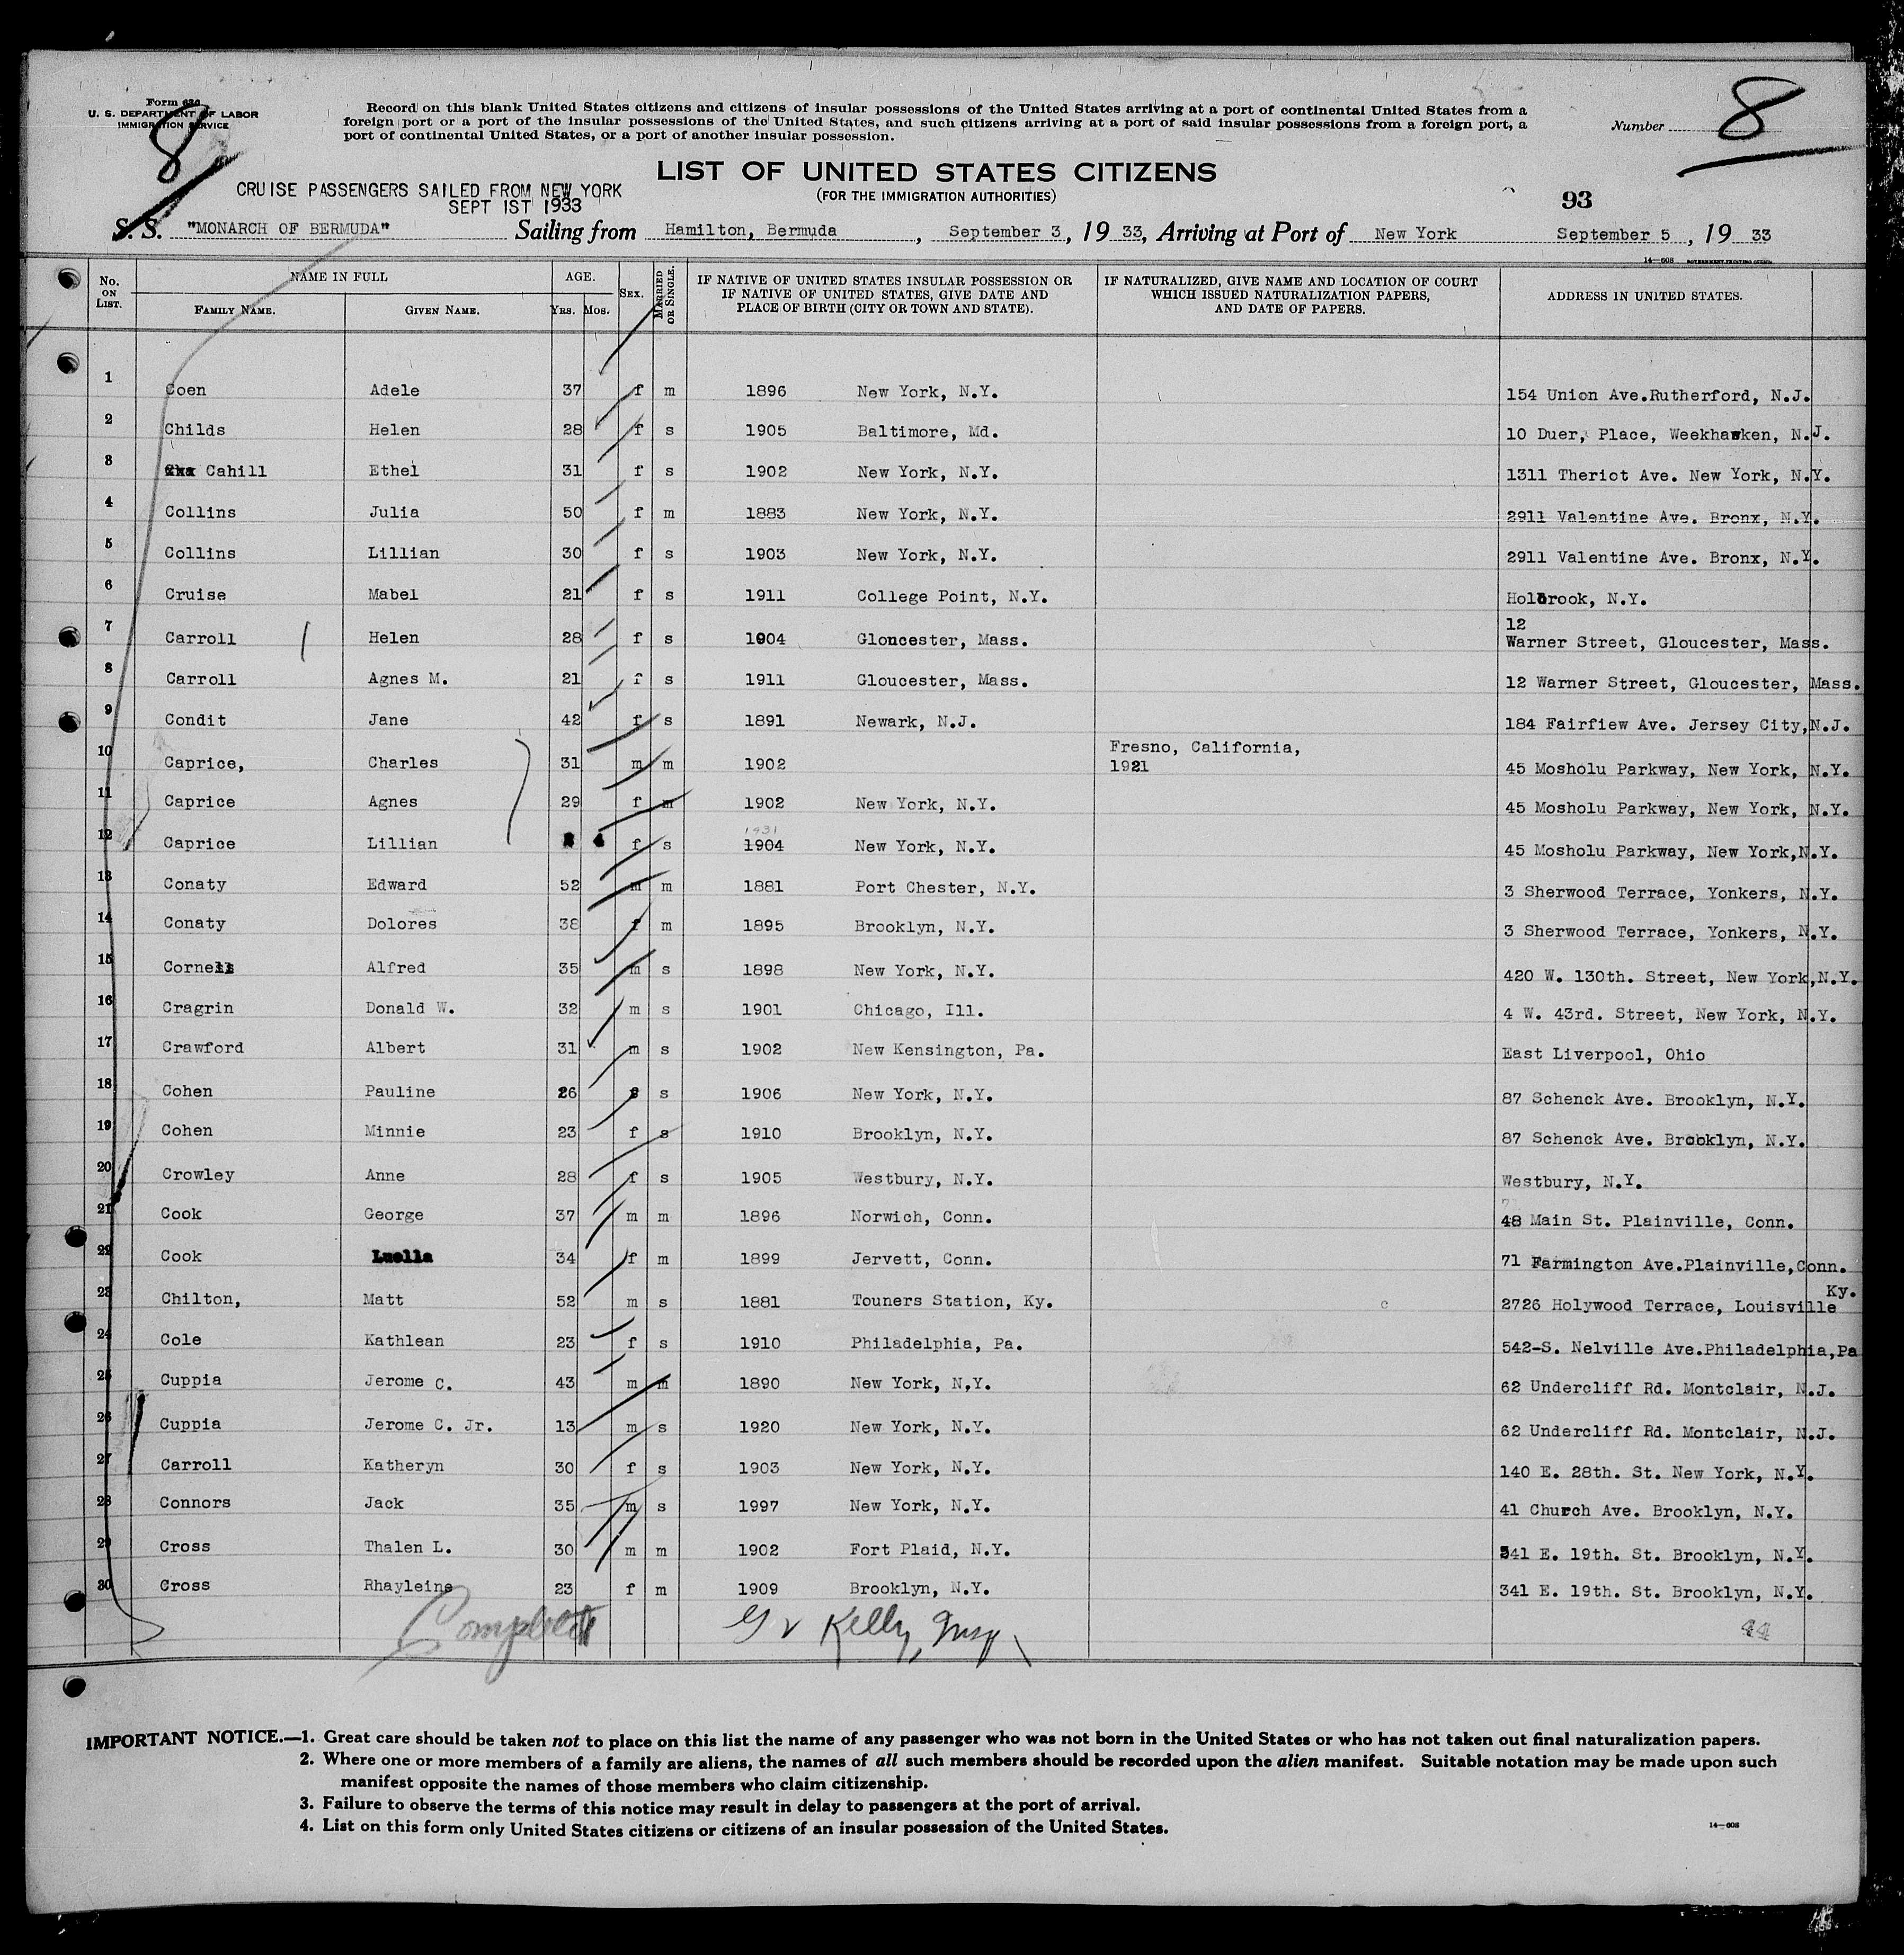 Form 630
U. S. DEPARTMENT OF LABOR
IMMIGRATION SERVICE
8
Record on this blank United States citizens and citizens of insular possessions of the United States arriving at a port of continental United States from a
foreign port or a port of the insular possessions of the United States, and such citizens arriving at a port of said insular possessions from a foreign port, a
port of continental United States, or a port of another insular possession.
Number 8
LIST OF UNITED STATES CITIZENS
(FOR THE IMMIGRATION AUTHORITIES)
CRUISE PASSENGERS SAILED FROM NEW YORK
SEPT 1ST 1933
93
S. S. "MONARCH OF BERMUDA" Sailing from Hamilton, Bermuda, September 3, 19 33, Arriving at Port of New York September 5, 19 33
14—608 GOVERNMENT PRINTING OFFICE
No. ON LIST. NAME IN FULL FAMILY NAME. GIVEN NAME. AGE. YRS. MOS. SEX. MARRIED OR SINGLE. IF NATIVE OF UNITED STATES INSULAR POSSESSION OR IF NATIVE OF UNITED STATES, GIVE DATE AND PLACE OF BIRTH (CITY OR TOWN AND STATE). IF NATURALIZED, GIVE NAME AND LOCATION OF COURT WHICH ISSUED NATURALIZATION PAPERS, AND DATE OF PAPERS. ADDRESS IN UNITED STATES.
1 Coen Adele 37 f m 1896 New York, N.Y. 154 Union Ave.Rutherford, N.J.
2 Childs Helen 28 f s 1905 Baltimore, Md. 10 Duer, Place, Weekhawken, N.J.
3 Cahill Ethel 31 f s 1902 New York, N.Y. 1311 Theriot Ave. New York, N.Y.
4 Collins Julia 50 f m 1883 New York, N.Y. 2911 Valentine Ave. Bronx, N.Y.
5 Collins Lillian 30 f s 1903 New York, N.Y. 2911 Valentine Ave. Bronx, N.Y.
6 Cruise Mabel 21 f s 1911 College Point, N.Y. Holbrook, N.Y.
7 Carroll Helen 28 f s 1904 Gloucester, Mass. 12 Warner Street, Gloucester, Mass.
8 Carroll Agnes M. 21 f s 1911 Gloucester, Mass. 12 Warner Street, Gloucester, Mass.
9 Condit Jane 42 f s 1891 Newark, N.J. 184 Fairfiew Ave. Jersey City,N.J.
10 Caprice, Charles 31 m m 1902 Fresno, California, 1921 45 Mosholu Parkway, New York, N.Y.
11 Caprice Agnes 29 f m 1902 New York, N.Y. 45 Mosholu Parkway, New York, N.Y.
12 Caprice Lillian f s 1931 1904 New York, N.Y. 45 Mosholu Parkway, New York,N.Y.
13 Conaty Edward 52 m m 1881 Port Chester, N.Y. 3 Sherwood Terrace, Yonkers, N.Y.
14 Conaty Dolores 38 f m 1895 Brooklyn, N.Y. 3 Sherwood Terrace, Yonkers, N.Y.
15 Alfred 35 m s 1898 New York, N.Y. 420 W. 130th. Street, New York,N.Y.
16 Cragrin Donald W. 32 m s 1901 Chicago, Ill. 4 W. 43rd. Street, New York, N.Y.
17 Crawford Albert 31 m s 1902 New Kensington, Pa. East Liverpool, Ohio
18 Cohen Pauline 26 s 1906 New York, N.Y. 87 Schenck Ave. Brooklyn, N.Y.
19 Cohen Minnie 23 f s 1910 Brooklyn, N.Y. 87 Schenck Ave. Brooklyn, N.Y.
20 Crowley Anne 28 f s 1905 Westbury, N.Y. Westbury, N.Y.
21 Cook George 37 m m 1896 Norwich, Conn. 48 Main St. Plainville, Conn.
22 Cook Luella 34 f m 1899 Jervett, Conn. 71 Farmington Ave.Plainville,Conn.
23 Chilton, Matt 52 m s 1881 Touners Station, Ky. 2726 Holywood Terrace, Louisville Ky.
24 Cole Kathlean 23 f s 1910 Philadelphia, Pa. 542-S. Nelville Ave.Philadelphia,Pa
25 Cuppia Jerome C. 43 m m 1890 New York, N,Y. 62 Undercliff Rd. Montclair, N.J.
26 Cuppia Jerome C. Jr. 13 m s 1920 New York, N.Y. 62 Undercliff Rd. Montclair, N.J.
27 Carroll Katheryn 30 f s 1903 New York, N.Y. 140 E. 28th. St. New York, N.Y.
28 Connors Jack 35 m s 1997 New York, N.Y. 41 Church Ave. Brooklyn, N.Y.
29 Cross Thalen L. 30 m m 1902 Fort Plaid, N.Y. 341 E. 19th. St. Brooklyn, N.Y.
30 Cross Rhayleine 23 f m 1909 Brooklyn, N.Y. 341 E. 19th. St. Brooklyn, N.Y.
Complete G V Kelly, Insp 44
IMPORTANT NOTICE.—1. Great care should be taken not to place on this list the name of any passenger who was not born in the United States or who has not taken out final naturalization papers.
2. Where one or more members of a family are aliens, the names of all such members should be recorded upon the alien manifest. Suitable notation may be made upon such
manifest opposite the names of those members who claim citizenship.
3. Failure to observe the terms of this notice may result in delay to passengers at the port of arrival.
4. List on this form only United States citizens or citizens of an insular possession of the United States.
14—608